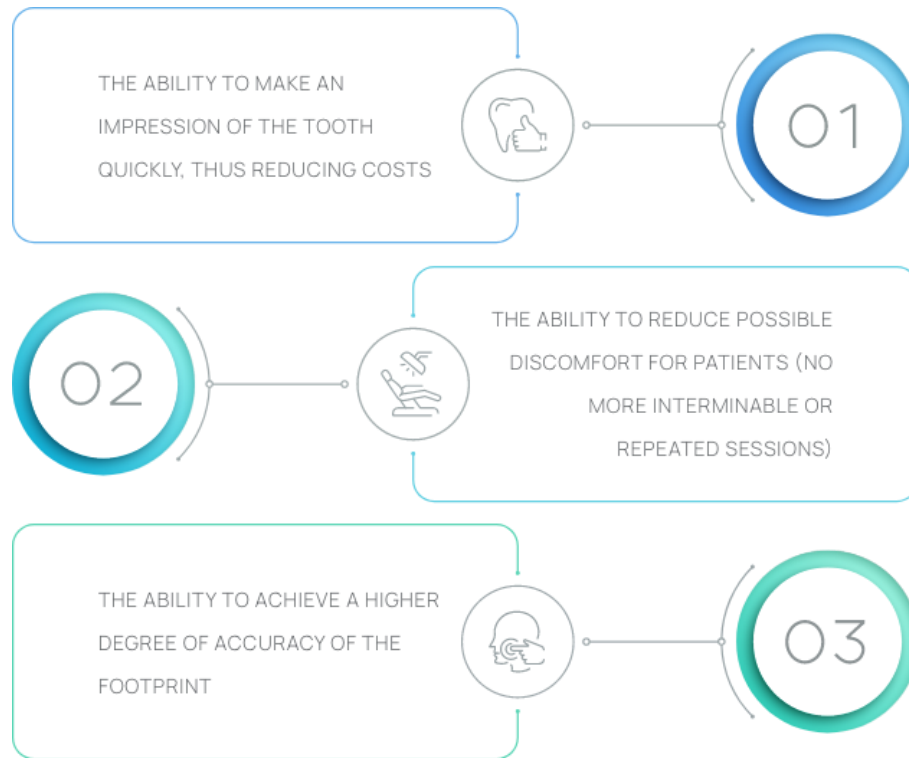 THE ABILITY TO MAKE AN
IMPRESSION OF THE TOOTH
QUICKLY, THUS REDUCING COSTS
01
02
THE ABILITY TO REDUCE POSSIBLE
DISCOMFORT FOR PATIENTS (NO
MORE INTERMINABLE OR
REPEATED SESSIONS)
THE ABILITY TO ACHIEVE A HIGHER
DEGREE OF ACCURACY OF THE
FOOTPRINT
03